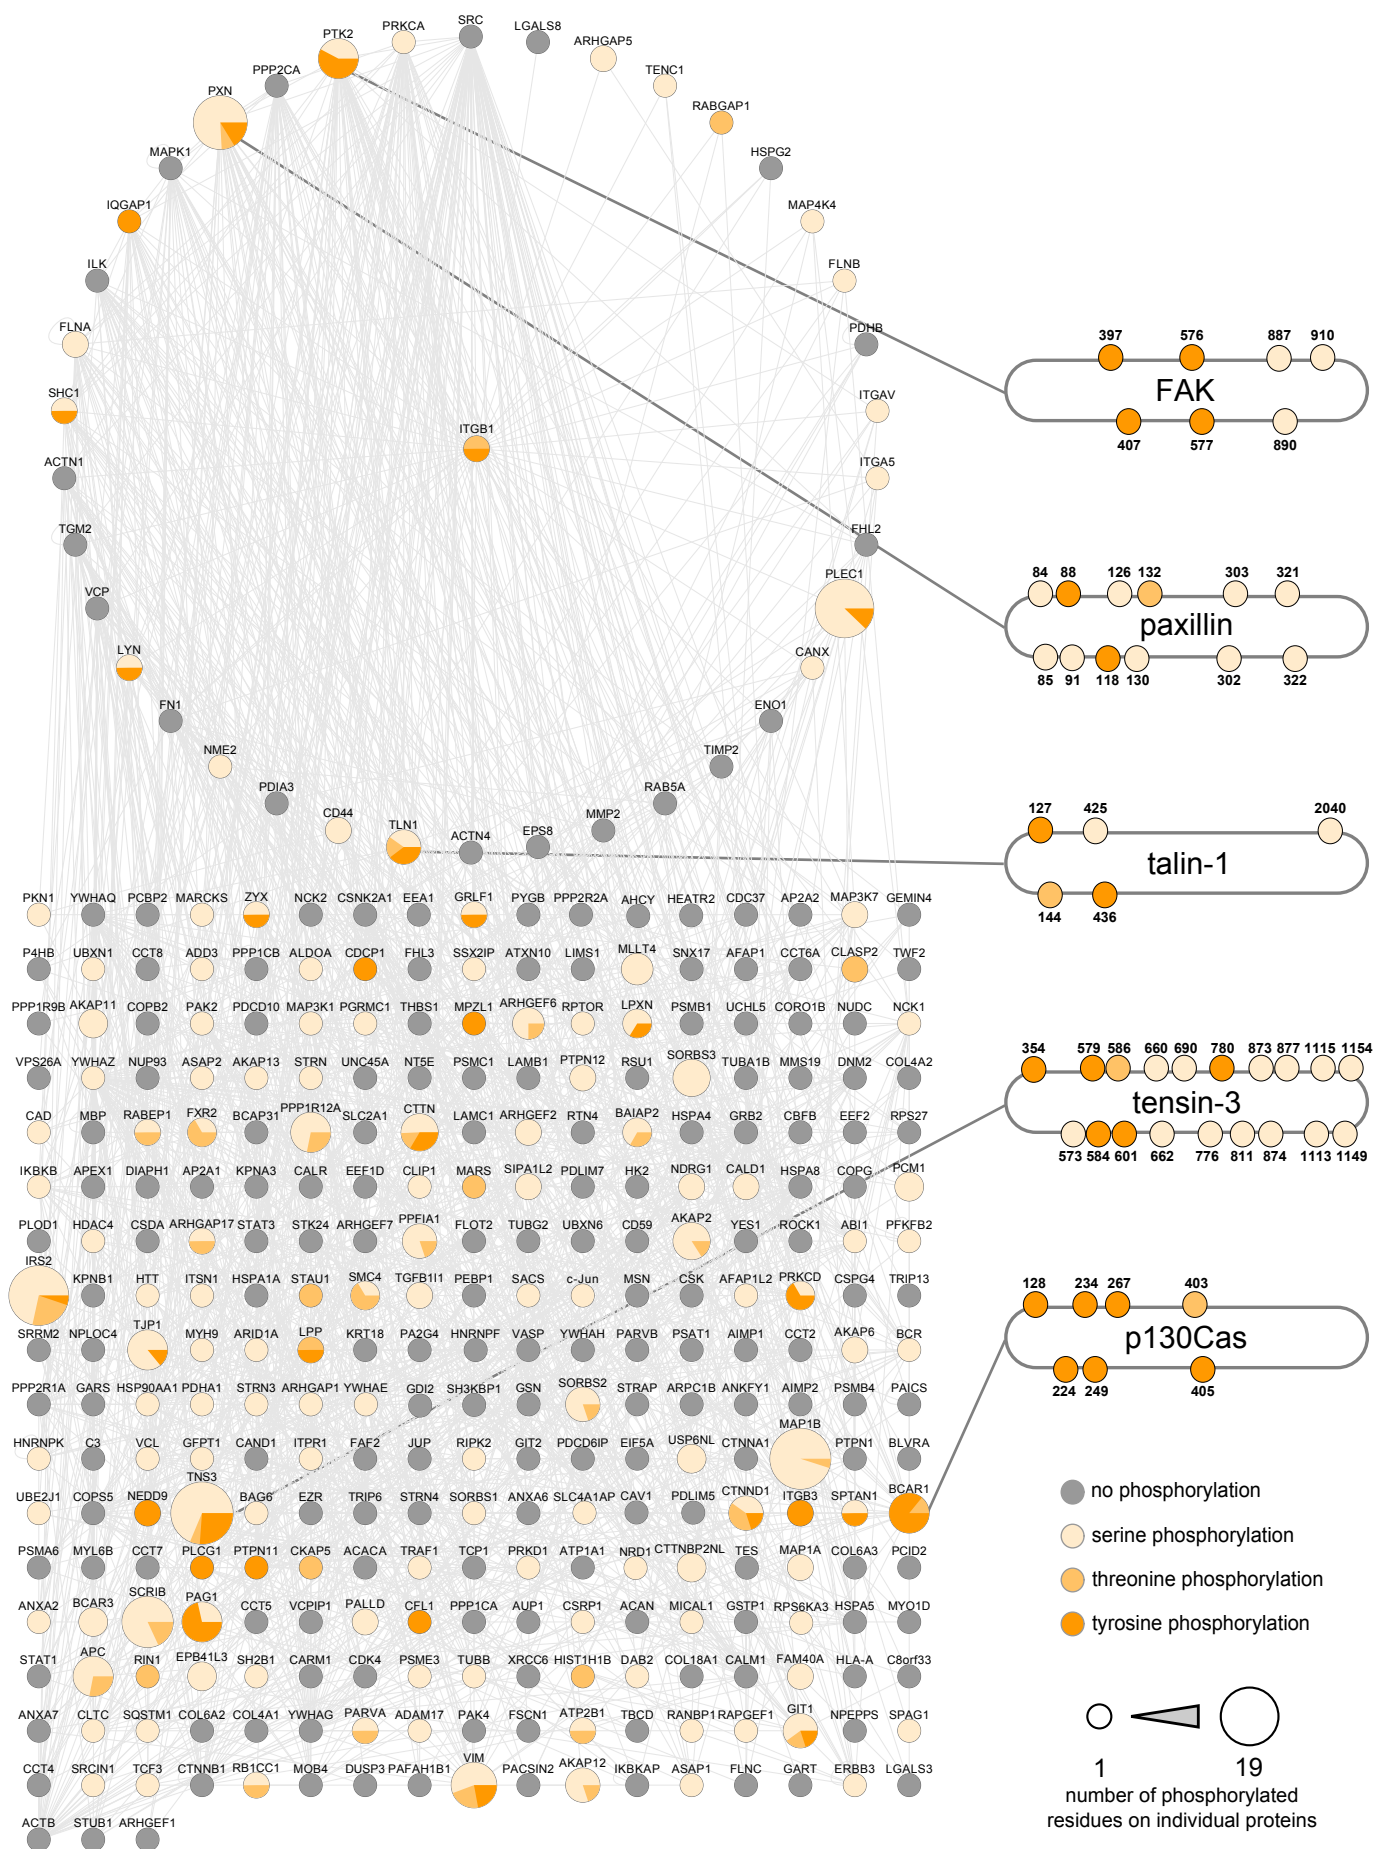 SRC
PRKCA
LGALS8
PTK2
ARHGAP5
PPP2CA
TENC1
PXN
RABGAP1
MAPK1
HSPG2
IQGAP1
MAP4K4
ILK
FLNB
FLNA
PDHB
SHC1
ITGAV
ITGB1
ACTN1
ITGA5
TGM2
FHL2
VCP
PLEC1
LYN
CANX
FN1
ENO1
NME2
TIMP2
PDIA3
RAB5A
CD44
MMP2
TLN1
ACTN4
EPS8
PKN1 YWHAQ PCBP2 MARCKS ZYX NCK2 CSNK2A1 EEA1 GRLF1 PYGB PPP2R2A AHCY HEATR2 CDC37 AP2A2 MAP3K7 GEMIN4
P4HB UBXN1 CCT8 ADD3 PPP1CB ALDOA CDCP1 FHL3 SSX2IP ATXN10 LIMS1 MLLT4 SNX17 AFAP1 CCT6A CLASP2 TWF2
PPP1R9B AKAP11 COPB2 PAK2 PDCD10 MAP3K1 PGRMC1 THBS1 MPZL1 ARHGEF6 RPTOR LPXN PSMB1 UCHL5 CORO1B NUDC NCK1
VPS26A YWHAZ NUP93 ASAP2 AKAP13 STRN UNC45A NT5E PSMC1 LAMB1 PTPN12 RSU1 SORBS3 TUBA1B MMS19 DNM2 COL4A2
CAD MBP RABEP1 FXR2 BCAP31 PPP1R12A SLC2A1 CTTN LAMC1 ARHGEF2 RTN4 BAIAP2 HSPA4 GRB2 CBFB EEF2 RPS27
IKBKB APEX1 DIAPH1 AP2A1 KPNA3 CALR EEF1D CLIP1 MARS SIPA1L2 PDLIM7 HK2 NDRG1 CALD1 HSPA8 COPG PCM1
PLOD1 HDAC4 CSDA ARHGAP17 STAT3 STK24 ARHGEF7 PPFIA1 FLOT2 TUBG2 UBXN6 CD59 AKAP2 YES1 ROCK1 ABI1 PFKFB2
IRS2 KPNB1 HTT ITSN1 HSPA1A STAU1 SMC4 TGFB1I1 PEBP1 SACS c-Jun MSN CSK AFAP1L2 PRKCD CSPG4 TRIP13
SRRM2 NPLOC4 TJP1 MYH9 ARID1A LPP KRT18 PA2G4 HNRNPF VASP YWHAH PARVB PSAT1 AIMP1 CCT2 AKAP6 BCR
PPP2R1A GARS HSP90AA1 PDHA1 STRN3 ARHGAP1 YWHAE GDI2 SH3KBP1 GSN SORBS2 STRAP ARPC1B ANKFY1 AIMP2 PSMB4 PAICS
HNRNPK C3 VCL GFPT1 CAND1 ITPR1 FAF2 JUP RIPK2 GIT2 PDCD6IP EIF5A USP6NL CTNNA1 MAP1B PTPN1 BLVRA
UBE2J1 COPS5 NEDD9 TNS3 BAG6 EZR TRIP6 STRN4 SORBS1 ANXA6 SLC4A1AP CAV1 PDLIM5 CTNND1 ITGB3 SPTAN1 BCAR1
PSMA6 MYL6B CCT7 PLCG1 PTPN11 CKAP5 ACACA TRAF1 TCP1 PRKD1 ATP1A1 NRD1 CTTNBP2NL TES MAP1A COL6A3 PCID2
ANXA2 BCAR3 SCRIB PAG1 CCT5 VCPIP1 PALLD CFL1 PPP1CA AUP1 CSRP1 ACAN MICAL1 GSTP1 RPS6KA3 HSPA5 MYO1D
STAT1 APC RIN1 EPB41L3 SH2B1 CARM1 CDK4 PSME3 TUBB XRCC6 HIST1H1B DAB2 COL18A1 CALM1 FAM40A HLA-A C8orf33
ANXA7 CLTC SQSTM1 COL6A2 COL4A1 YWHAG PARVA ADAM17 PAK4 FSCN1 ATP2B1 TBCD RANBP1 RAPGEF1 GIT1 NPEPPS SPAG1
CCT4 SRCIN1 TCF3 CTNNB1 RB1CC1 MOB4 DUSP3 PAFAH1B1 VIM PACSIN2 AKAP12 IKBKAP ASAP1 FLNC GART ERBB3 LGALS3
ACTB STUB1 ARHGEF1
397 576 887 910
FAK
407 577 890
84 88 126 132 303 321
paxillin
85 91 118 130 302 322
127 425 2040
talin-1
144 436
354 579 586 660 690 780 873 877 1115 1154
tensin-3
573 584 601 662 776 811 874 1113 1149
128 234 267 403
p130Cas
224 249 405
no phosphorylation
serine phosphorylation
threonine phosphorylation
tyrosine phosphorylation
1 19
number of phosphorylated
residues on individual proteins